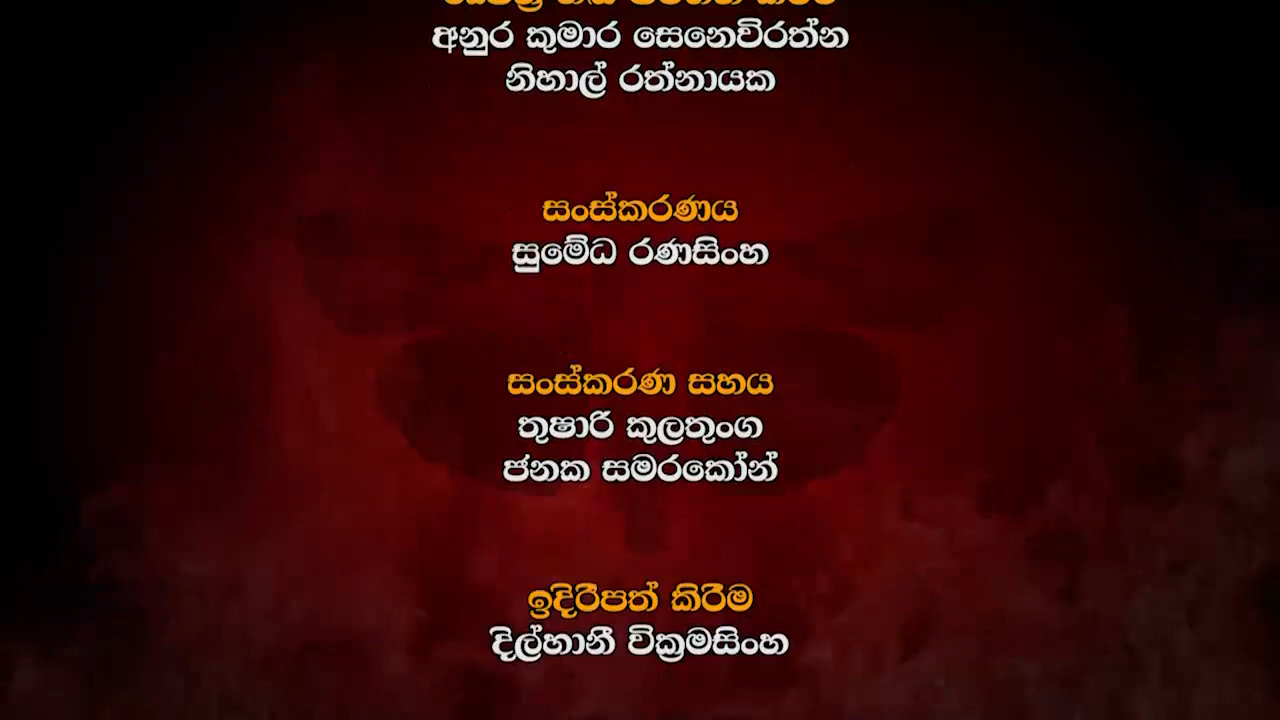 අනුර කුමාර සෙනෙවිරත්න
නිහාල් රත්නායක
සංස්කරණය
සුමේධ රණසිංහ
සංස්කරණ සහය
තුෂාරි කුලතුංග
ජනක සමරකෝන්
ඉදිරිපත් කිරීම
දිල්හානී වික්‍රමසිංහ